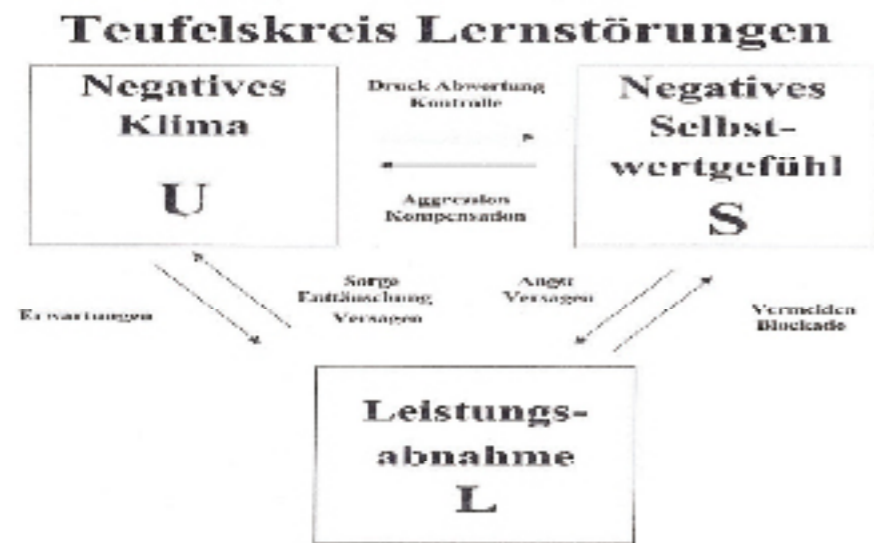 Teufelskreis Lernstörungen
Negatives
Klima
U
Druck Abwertung
Kontrolle
Aggression
Kompensation
Negatives
Selbst-
wertgefühl
S
Erwartungen
Sorge
Enttäuschung
Versagen
Angst
Versagen
Vermeiden
Blockade
Leistungs-
abnahme
L